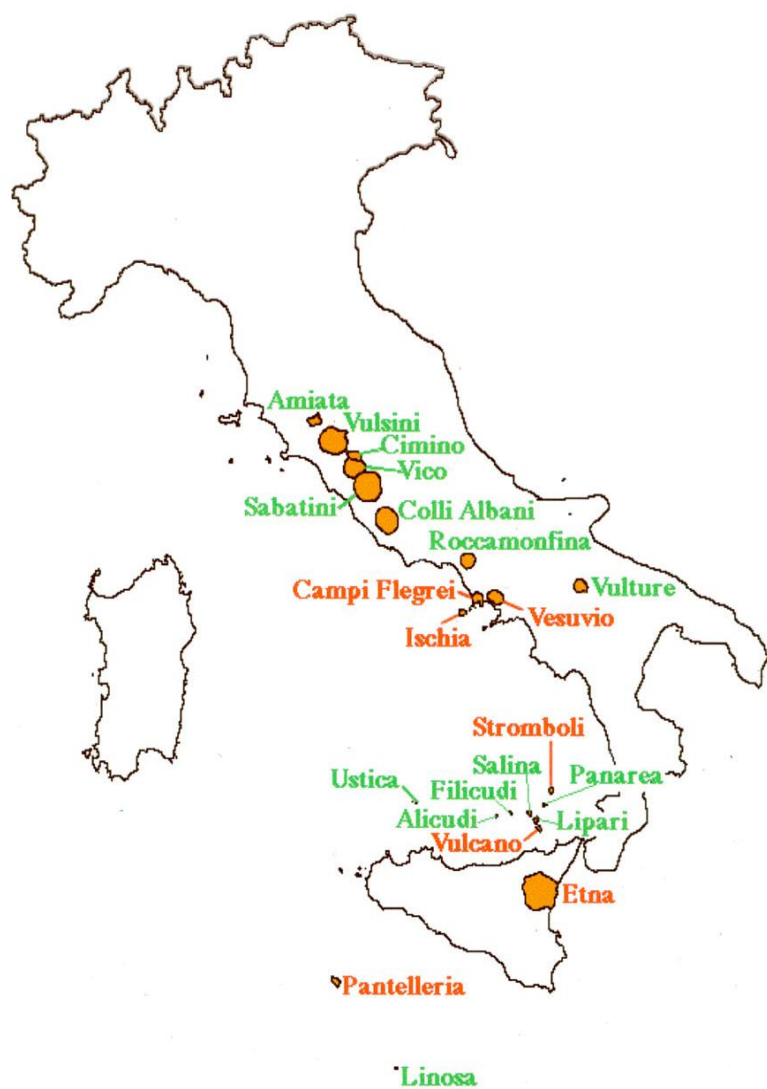 Amiata
Vulsini
Cimino
Vico
Sabatini
Colli Albani
Roccamonfina
Campi Flegrei
Vulture
Vesuvio
Ischia
Stromboli
Salina
Panarea
Ustica
Filicudi
Alicudi
Lipari
Vulcano
Etna
Pantelleria
Linosa